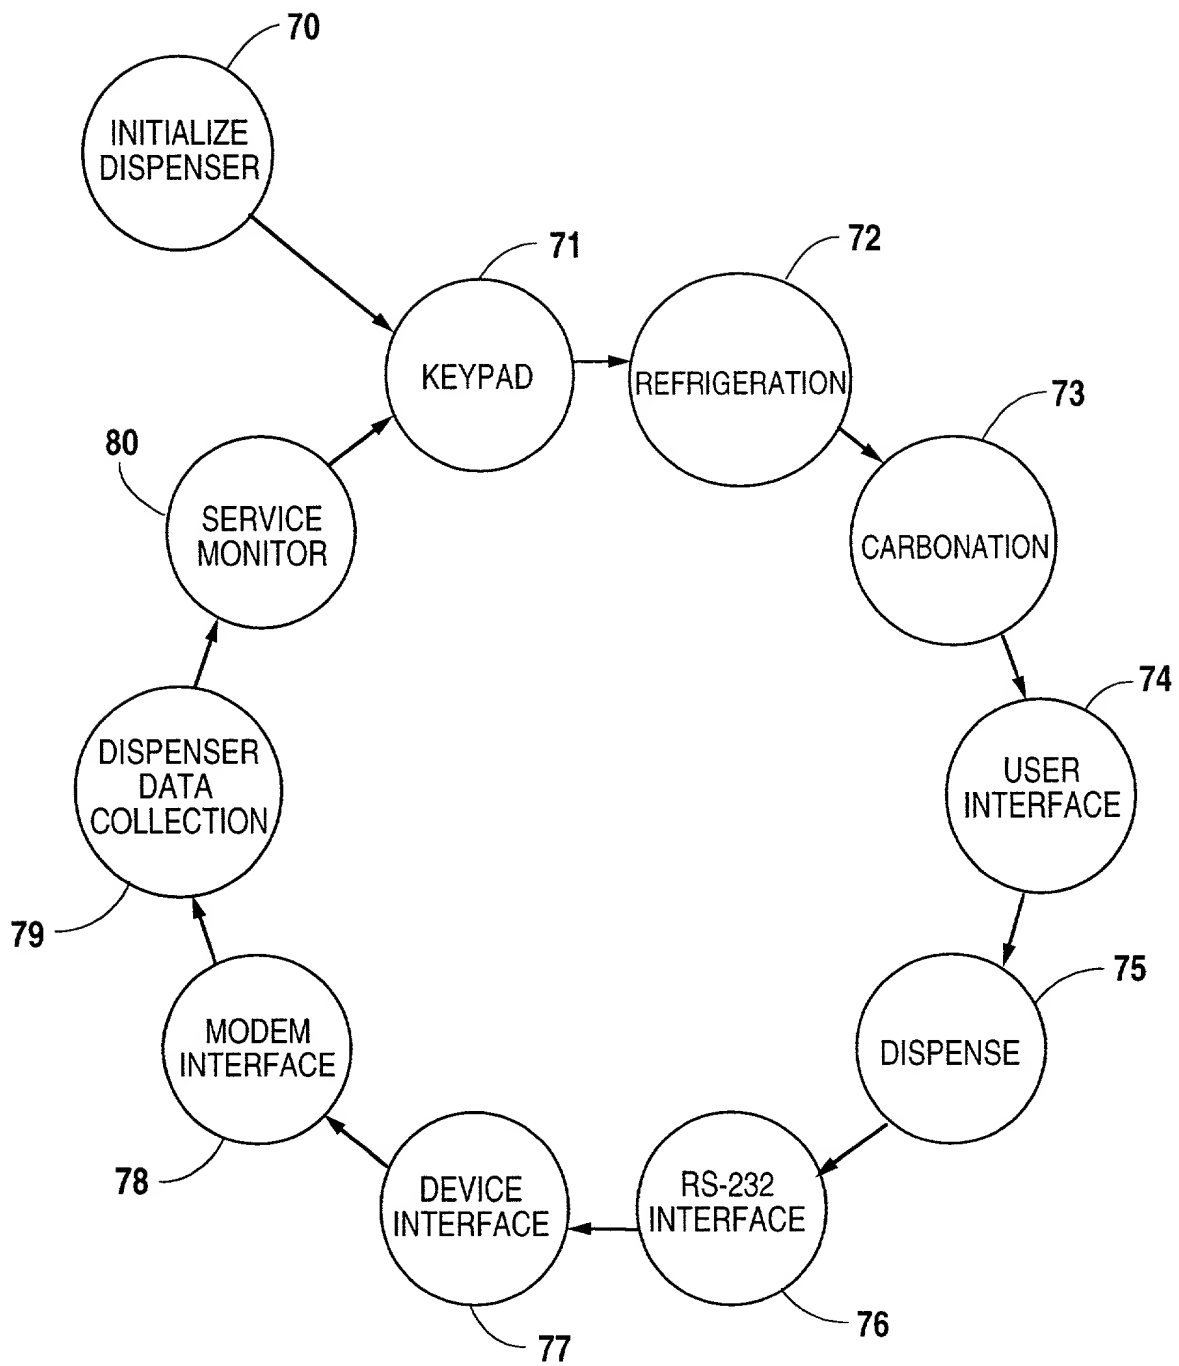 70
INITIALIZE
DISPENSER
71
KEYPAD
72
REFRIGERATION
73
CARBONATION
74
USER
INTERFACE
75
DISPENSE
76
RS-232
INTERFACE
77
DEVICE
INTERFACE
78
MODEM
INTERFACE
79
DISPENSER
DATA
COLLECTION
80
SERVICE
MONITOR